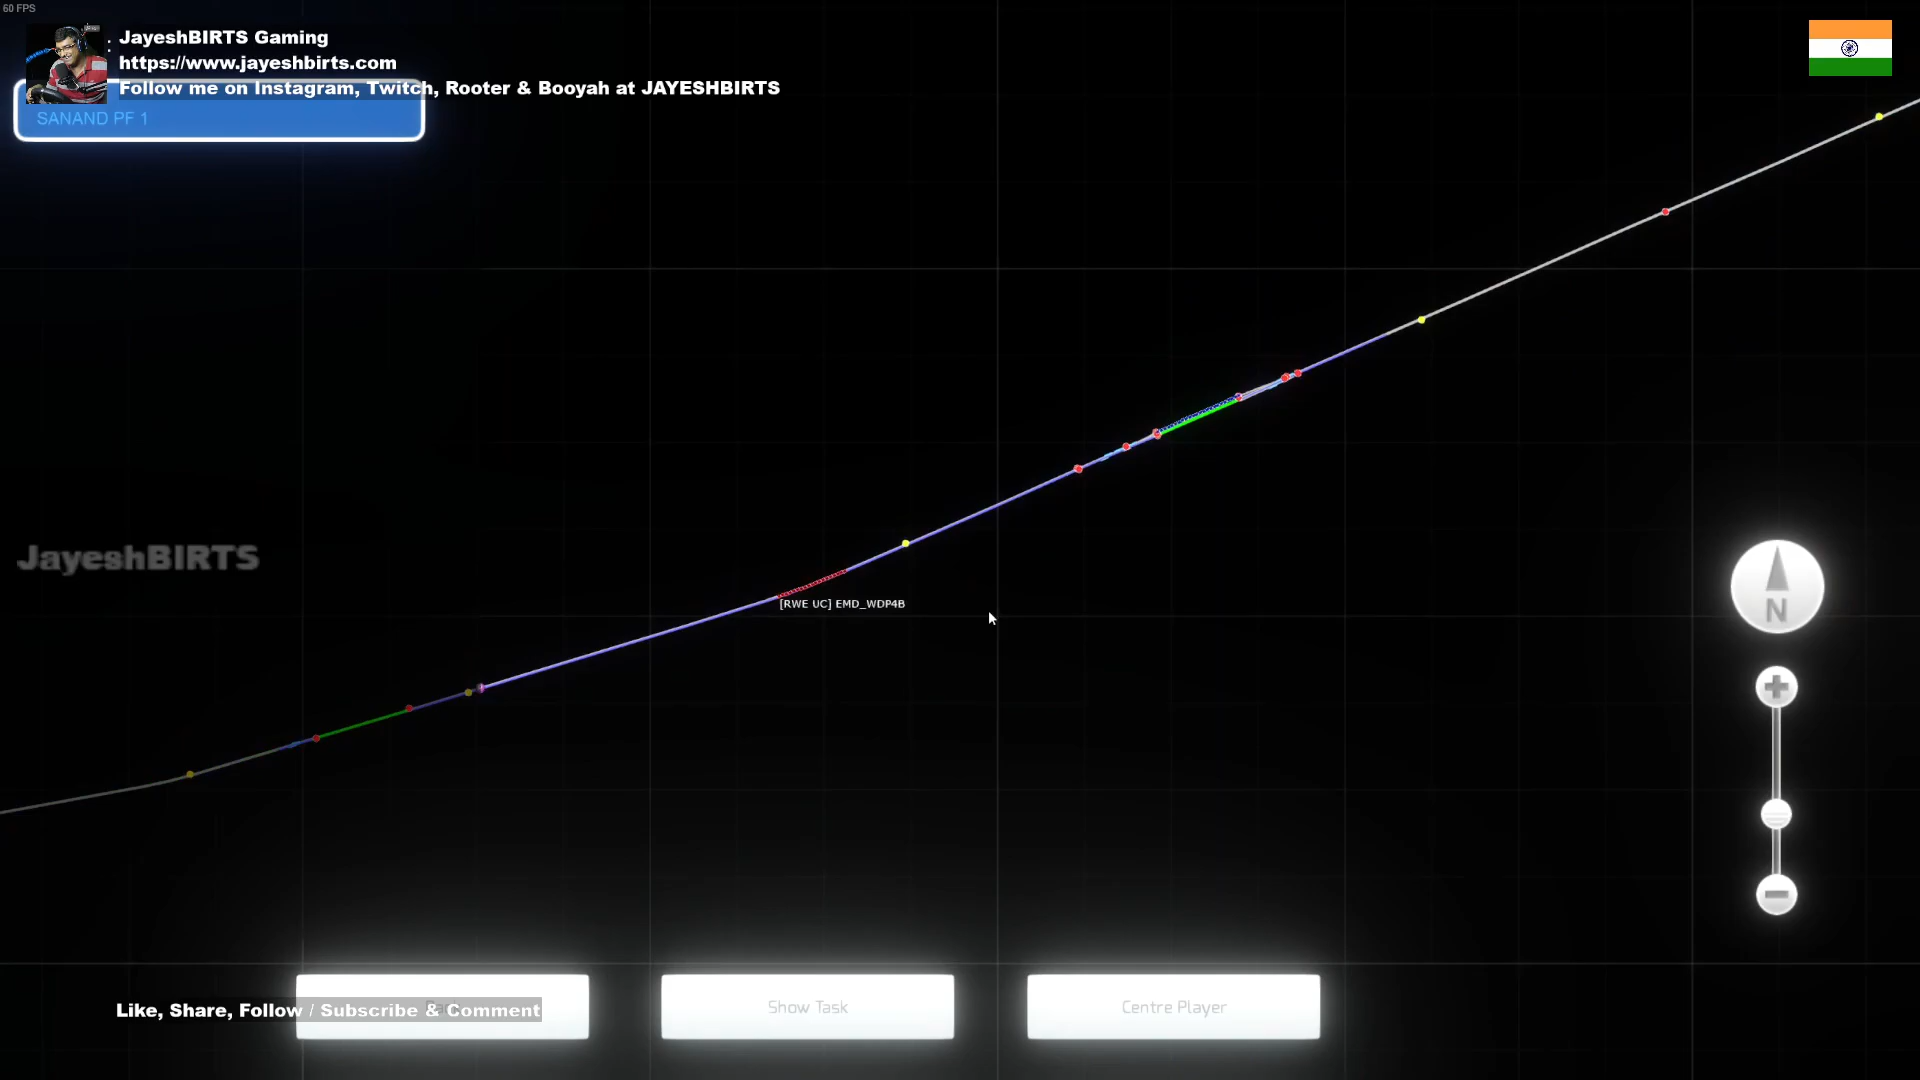 60 FPS
JayeshBIRTS Gaming
https://www.jayeshbirts.com
Follow me on Instagram, Twitch, Rooter & Booyah at JAYESHBIRTS
SANAND PF 1
JayeshBIRTS
[RWE UC] EMD_WDP4B
N
Like, Share, Follow / Subscribe & Comment
Show Task
Centre Player